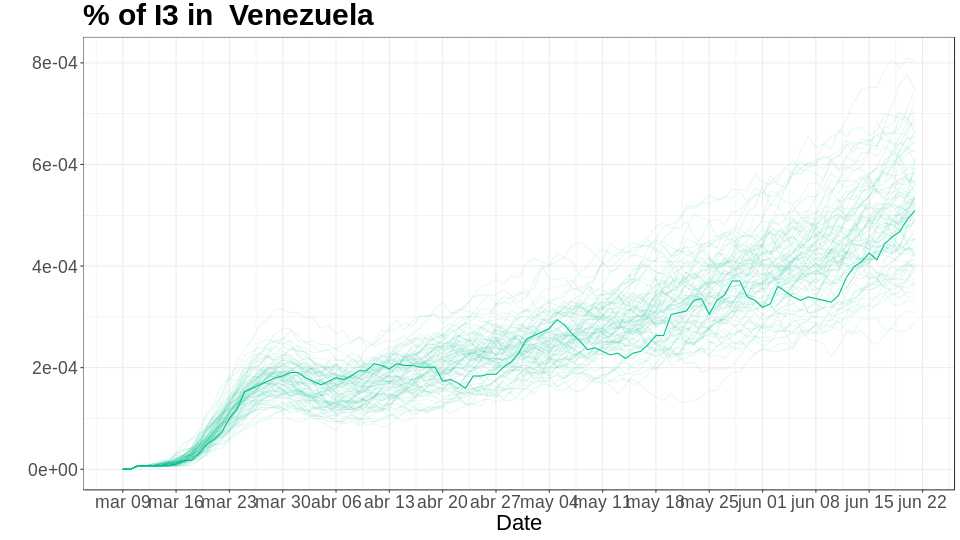 % of I3 in  Venezuela
8e-04
6e-04
4e-04
2e-04
0e+00
mar 09 mar 16 mar 23 mar 30 abr 06 abr 13 abr 20 abr 27 may 04 may 11 may 18 may 25 jun 01 jun 08 jun 15 jun 22
Date